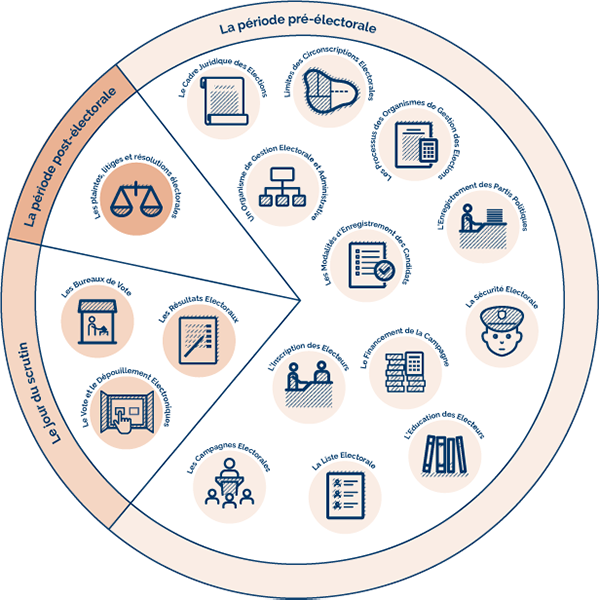 La période pré-électorale
Le Cadre Juridique des Elections
Limites des Circonscriptions Electorales
Les Processus des Organismes de Gestion des Elections
Un Organisme de Gestion Electorale et Administrative
L'Enregistrement des Partis Politiques
Les Modalités d'Enregistrement des Candidats
La Sécurité Electorale
Le Financement de la Campagne
L'Inscription des Electeurs
L'Education des Electeurs
La Liste Electorale
Les Campagnes Electorales
Le jour du scrutin
Les Bureaux de Vote
Les Résultats Electoraux
Le Vote et le Dépouillement Electroniques
La période post-électorale
Les plaintes, litiges et résolutions électorales